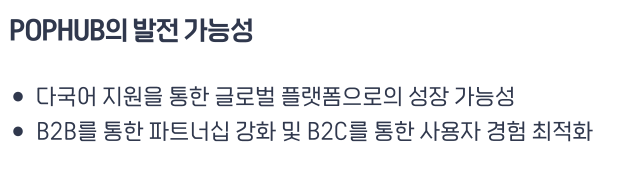 POPHUB의 발전 가능성
• 다국어 지원을 통한 글로벌 플랫폼으로의 성장 가능성
• B2B를 통한 파트너십 강화 및 B2C를 통한 사용자 경험 최적화